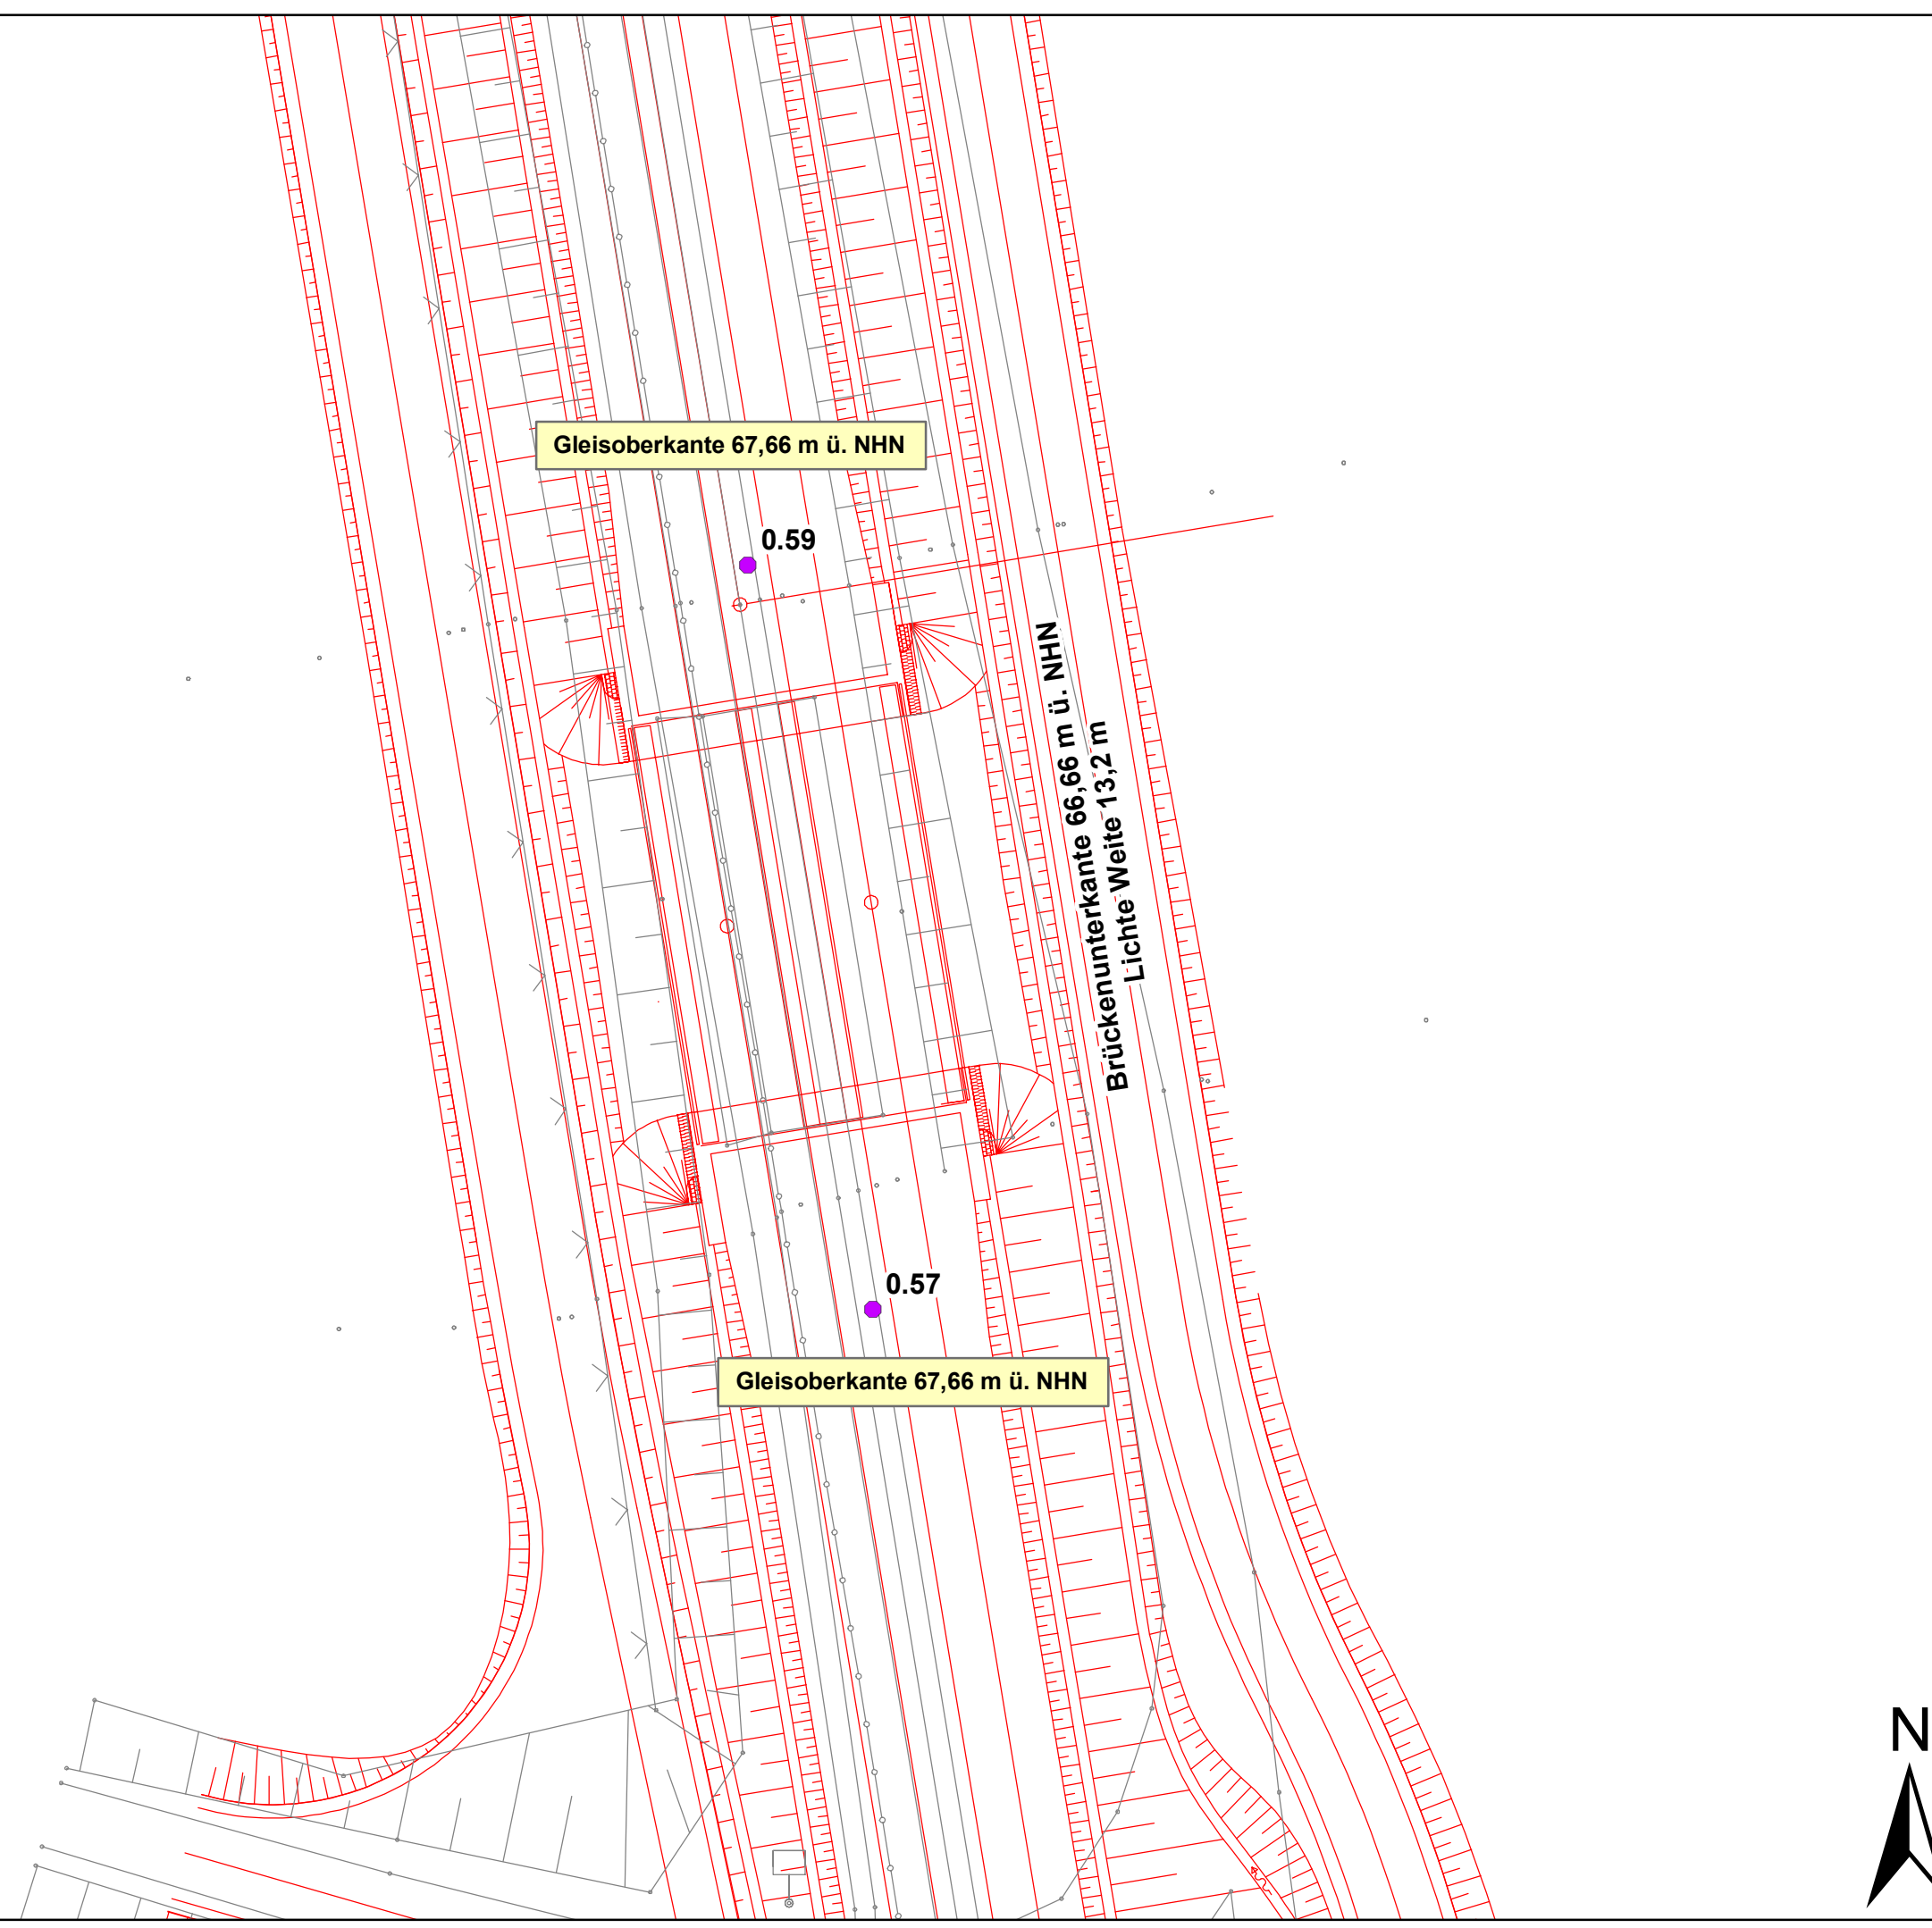 Gleisoberkante 67,66 m ü. NHN
0.59
Brückenunterkante 66,66 m ü. NHN
Lichte Weite 13,2 m
0.57
Gleisoberkante 67,66 m ü. NHN
N